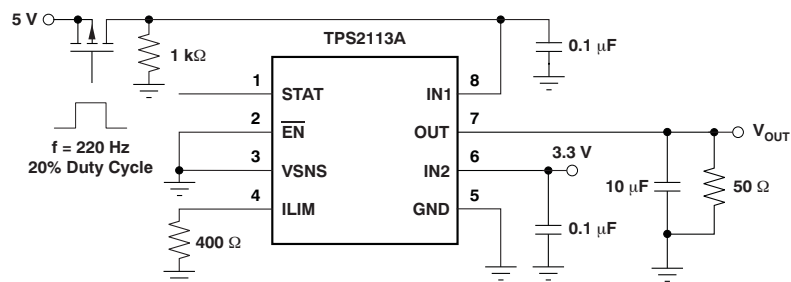 5 V
TPS2113A
1 kΩ
0.1 μF
1
STAT
8
IN1
2
EN
7
OUT
VOUT
f = 220 Hz
20% Duty Cycle
3
VSNS
6
IN2
3.3 V
10 μF
50 Ω
4
ILIM
5
GND
0.1 μF
400 Ω